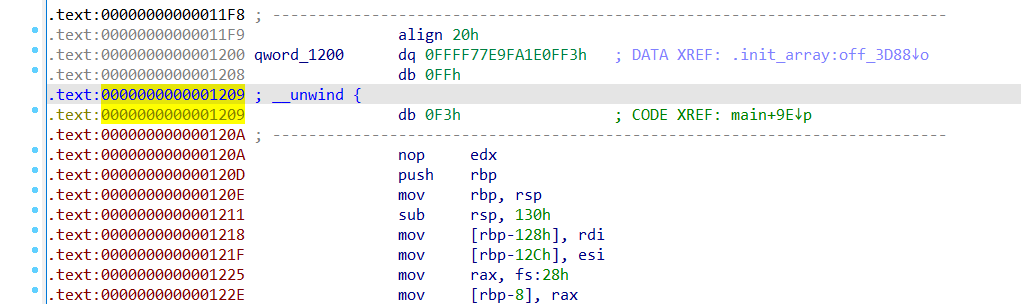 .text:00000000000011F8 ; ---------------------------------------------------------------------------
.text:00000000000011F9 align 20h
.text:0000000000001200 qword_1200 dq 0FFFF77E9FA1E0FF3h ; DATA XREF: .init_array:off_3D88↓o
.text:0000000000001208 db 0FFh
.text:0000000000001209 ; __unwind {
.text:0000000000001209 db 0F3h ; CODE XREF: main+9E↓p
.text:000000000000120A ; ---------------------------------------------------------------------------
.text:000000000000120A nop edx
.text:000000000000120D push rbp
.text:000000000000120E mov rbp, rsp
.text:0000000000001211 sub rsp, 130h
.text:0000000000001218 mov [rbp-128h], rdi
.text:000000000000121F mov [rbp-12Ch], esi
.text:0000000000001225 mov rax, fs:28h
.text:000000000000122E mov [rbp-8], rax